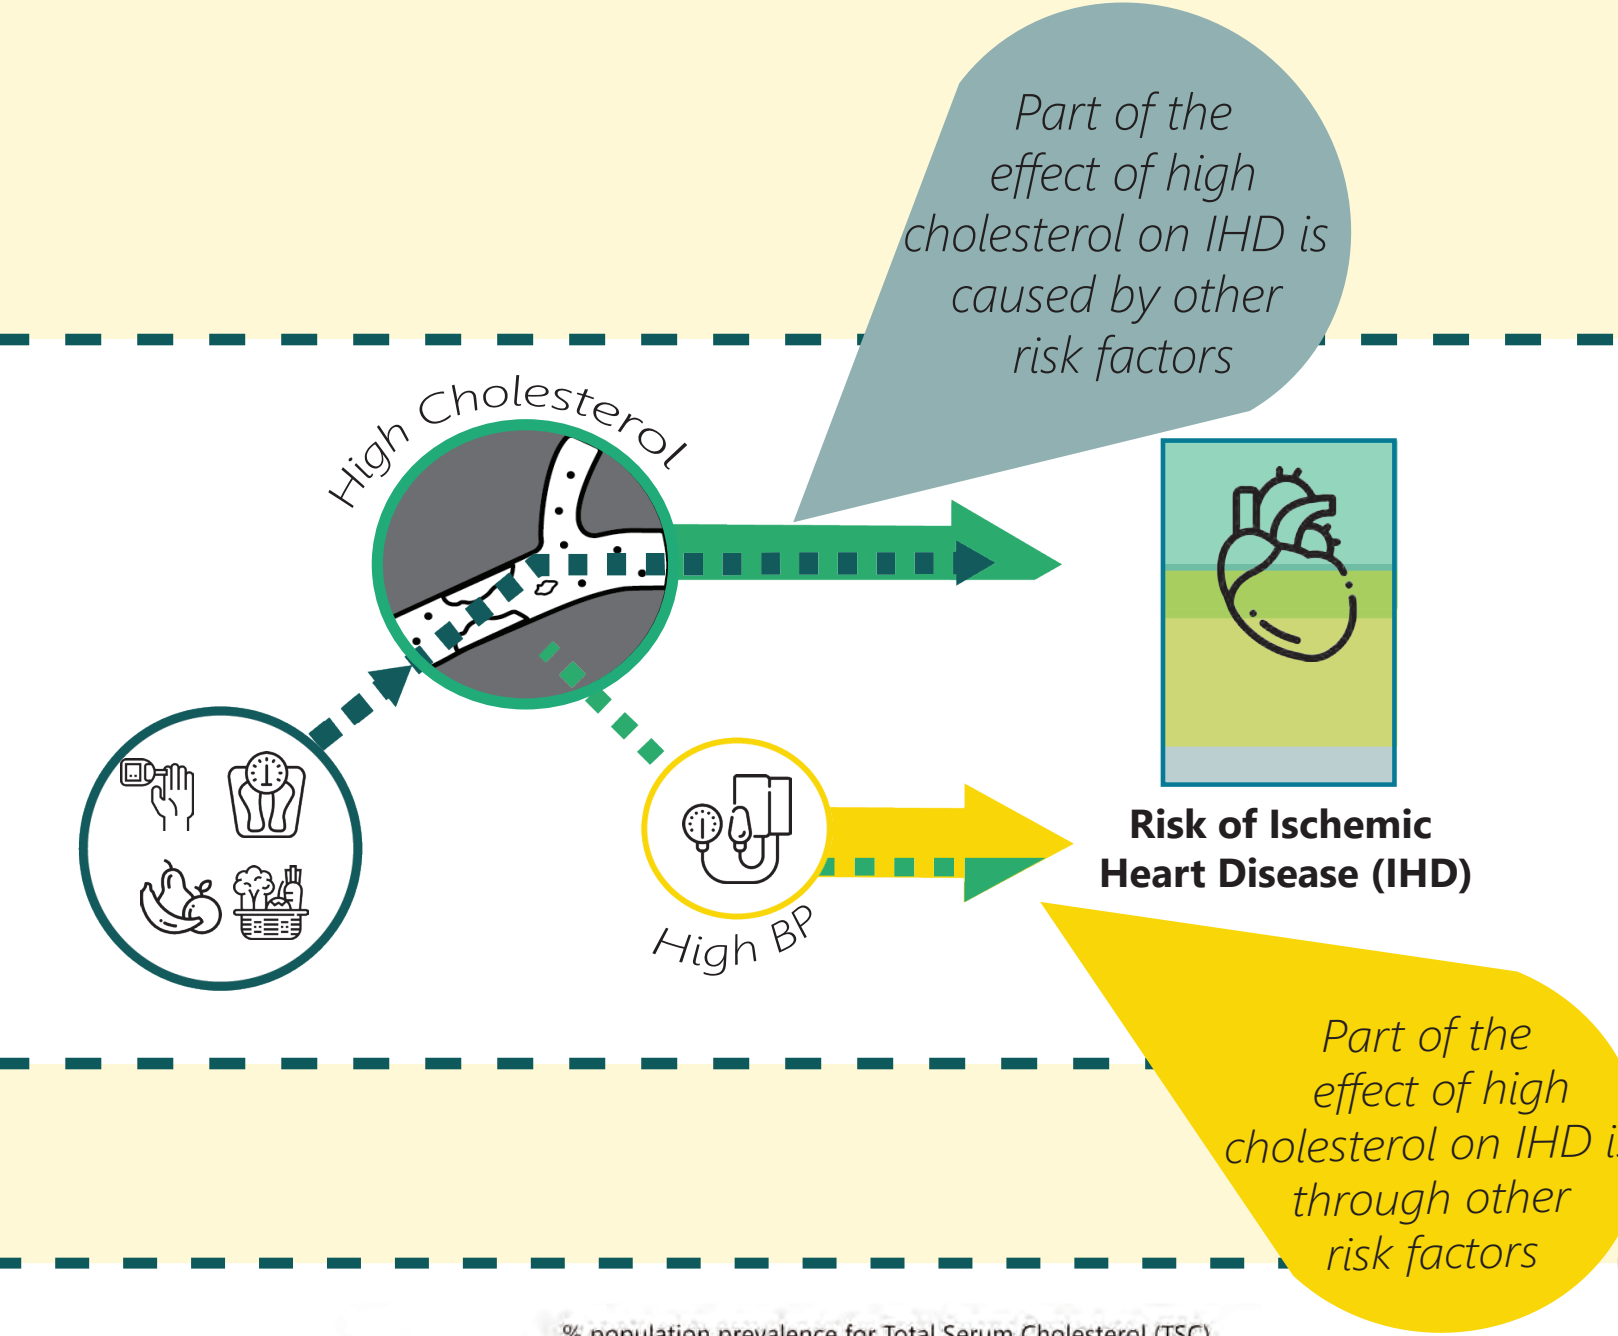 Part of the
effect of high
cholesterol on IHD is
caused by other
risk factors
High Cholesterol
High BP
Risk of Ischemic
Heart Disease (IHD)
Part of the
effect of high
cholesterol on IHD is
through other
risk factors
% population prevalence for Total Serum Cholesterol (TSC)